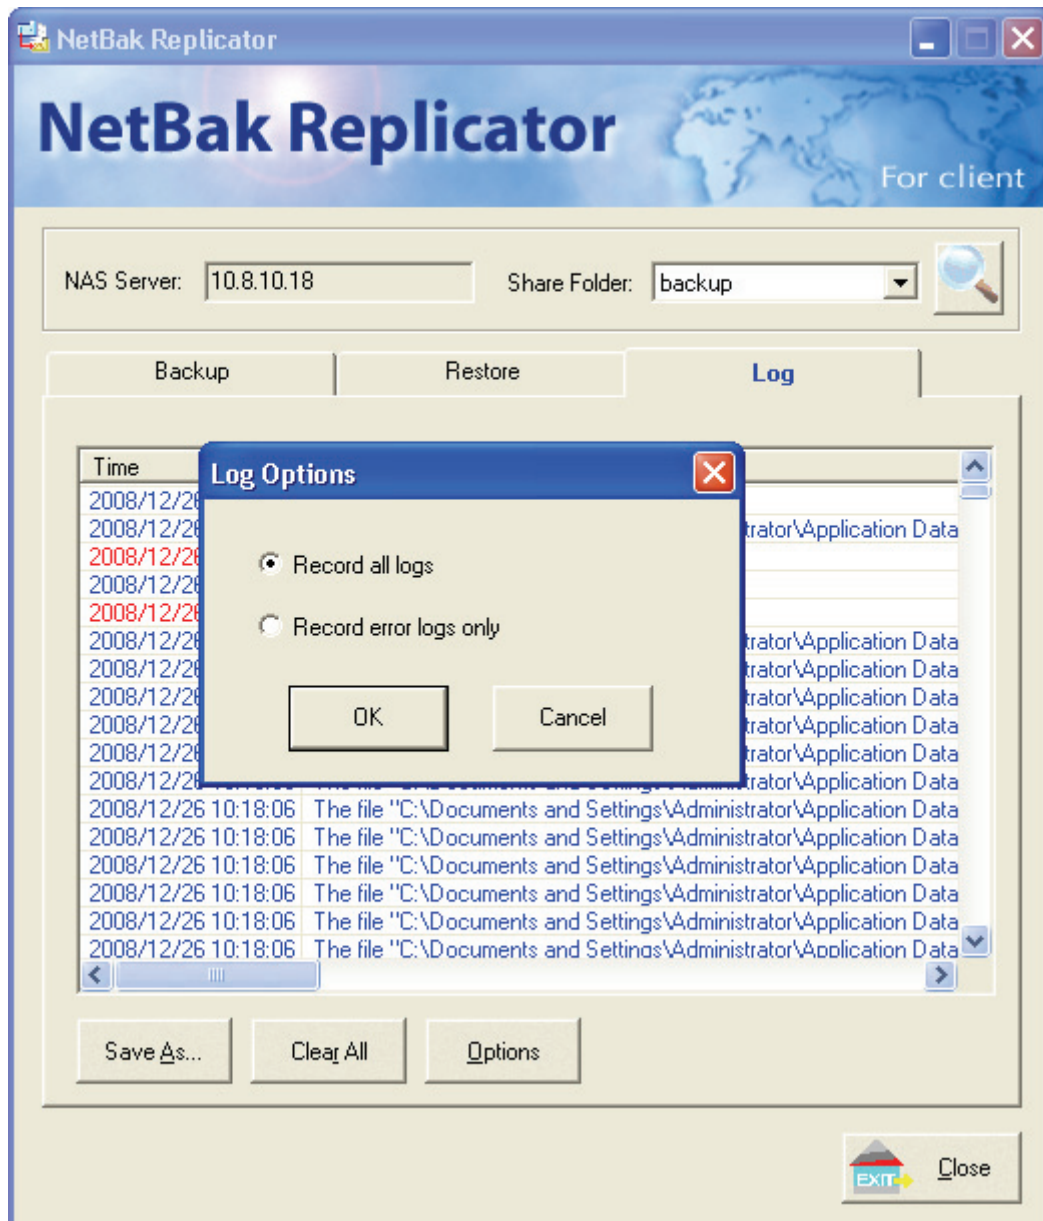 NetBak Replicator
NetBak Replicator
For client
NAS Server: 10.8.10.18 Share Folder: backup
Backup Restore Log
Time
Log Options
2008/12/26
2008/12/26 trator\Application Data
2008/12/26
Record all logs
2008/12/26
2008/12/26
Record error logs only
2008/12/26 trator\Application Data
2008/12/26 trator\Application Data
2008/12/26 trator\Application Data
2008/12/26 trator\Application Data
OK Cancel
2008/12/26 trator\Application Data
2008/12/26 trator\Application Data
2008/12/26 10:18:06 The file "C:\Documents and Settings\Administrator\Application Data
2008/12/26 10:18:06 The file "C:\Documents and Settings\Administrator\Application Data
2008/12/26 10:18:06 The file "C:\Documents and Settings\Administrator\Application Data
2008/12/26 10:18:06 The file "C:\Documents and Settings\Administrator\Application Data
2008/12/26 10:18:06 The file "C:\Documents and Settings\Administrator\Application Data
2008/12/26 10:18:06 The file "C:\Documents and Settings\Administrator\Application Data
Save As... Clear All Options
EXIT Close